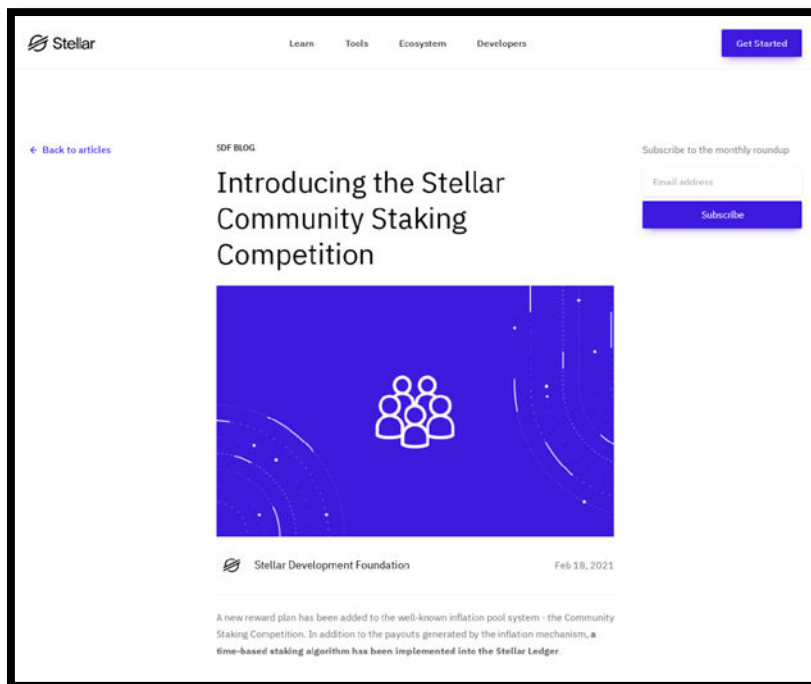 Stellar
Learn Tools Ecosystem Developers
Get Started
← Back to articles
SDF BLOG
Introducing the Stellar
Community Staking
Competition
Subscribe to the monthly roundup
Email address
Subscribe
Stellar Development Foundation
Feb 18, 2021
A new reward plan has been added to the well-known inflation pool system - the Community
Staking Competition. In addition to the payouts generated by the inflation mechanism, a
time-based staking algorithm has been implemented into the Stellar Ledger.